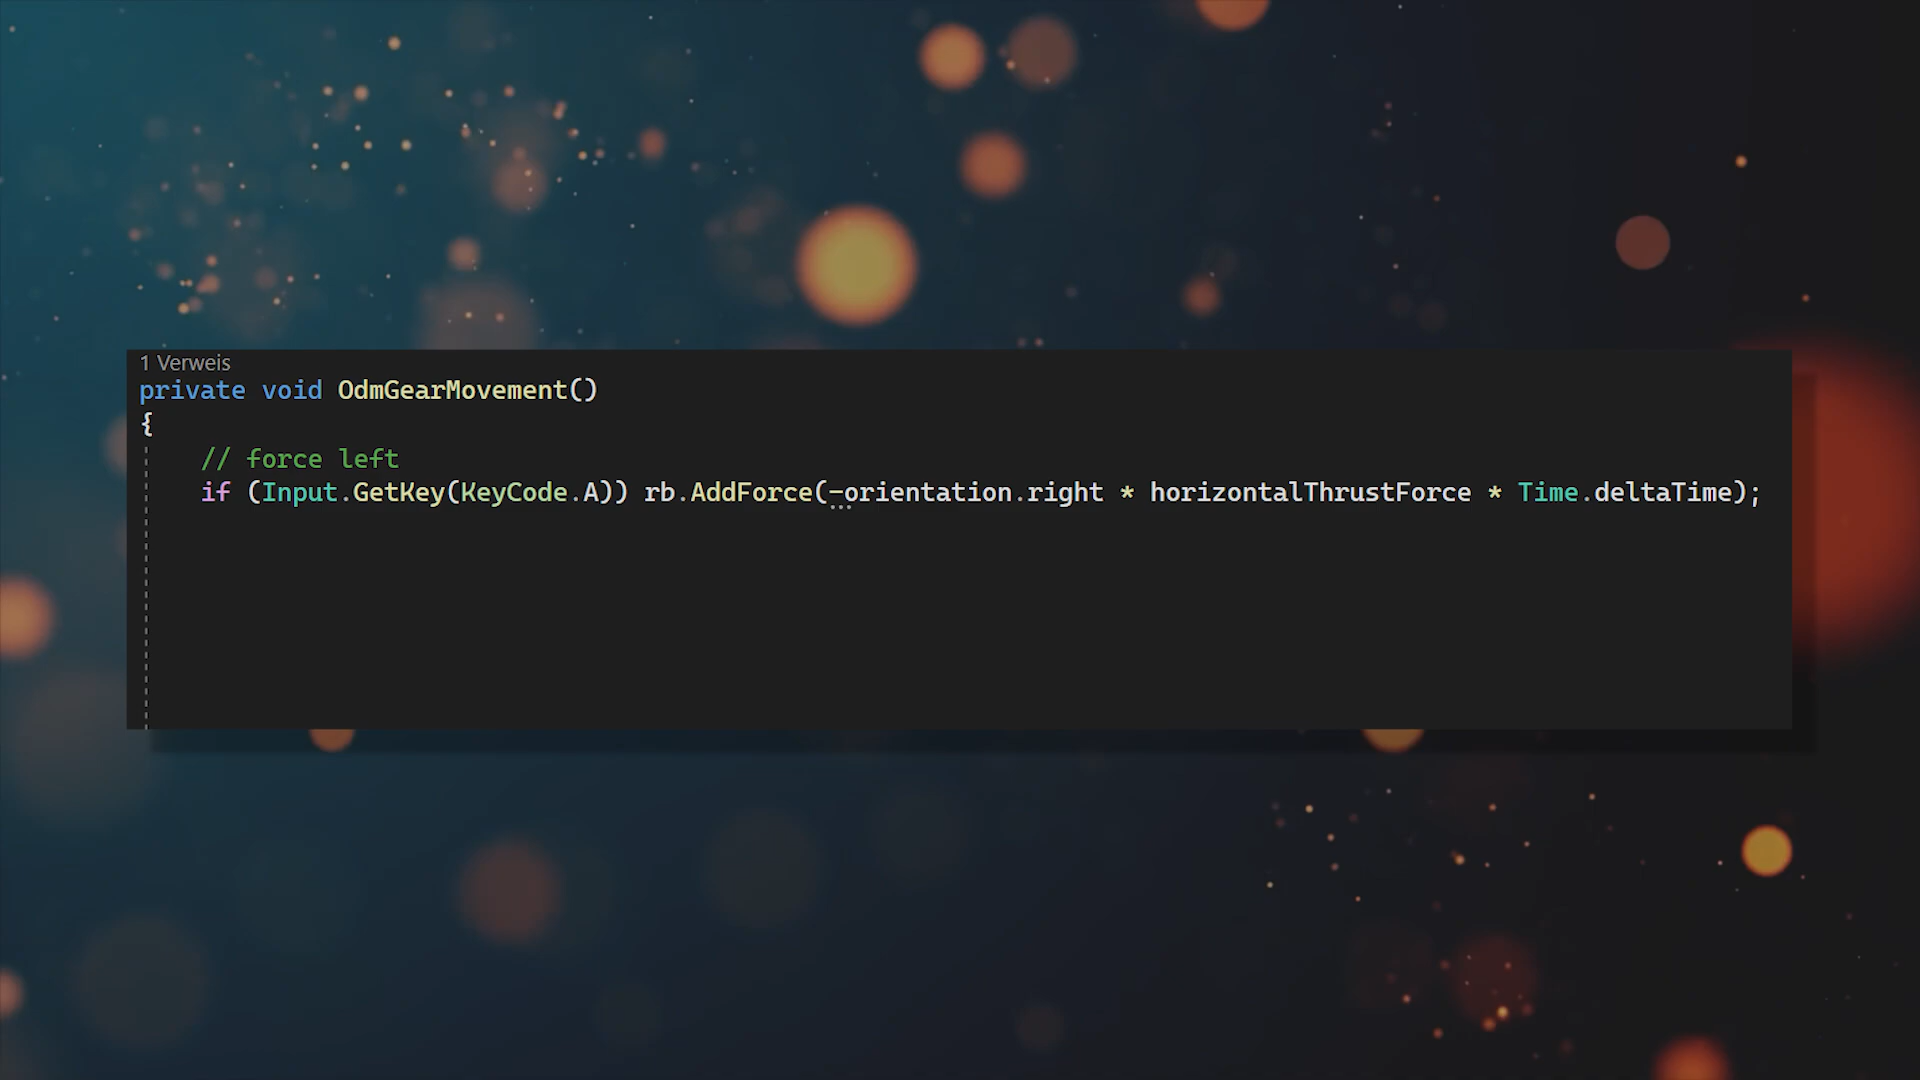 1 Verweis
private void OdmGearMovement()
{
// force left
if (Input.GetKey(KeyCode.A)) rb.AddForce(-orientation.right * horizontalThrustForce * Time.deltaTime);